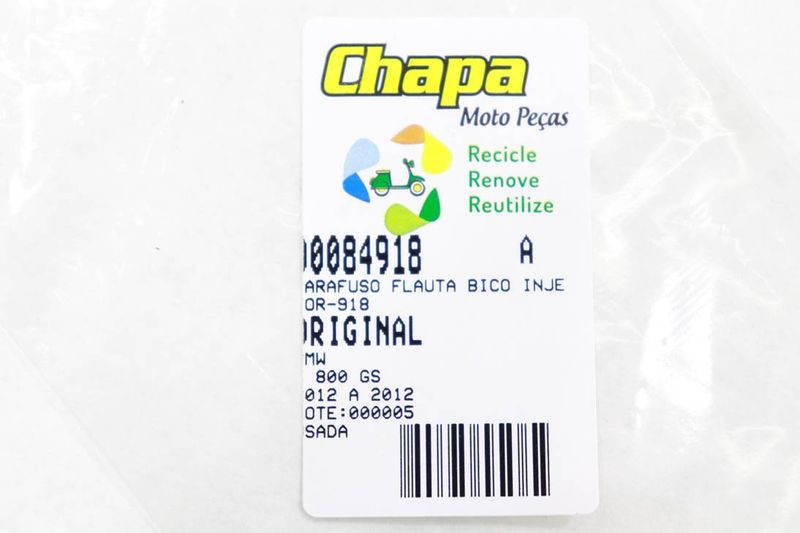 Chapa
Moto Peças
Recicle
Renove
Reutilize
00084918 A
ARAFUSO FLAUTA BICO INJE
OR-918
ORIGINAL
MW
800 GS
012 A 2012
OTE:000005
SADA